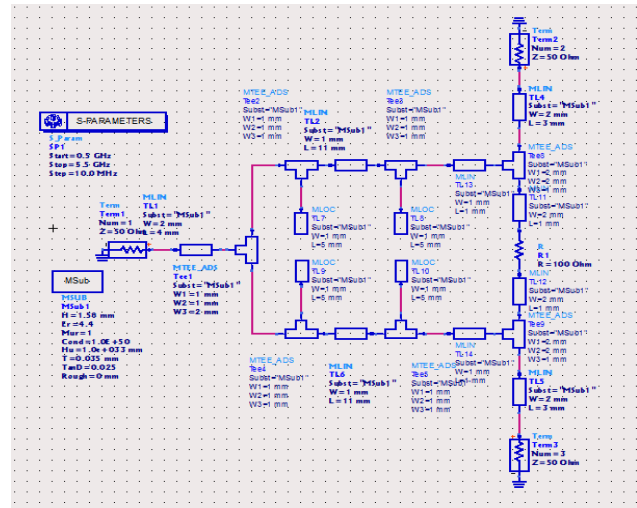 Term
Term2
Num=2
Z=50 Ohm
MLIN
TL4
Subst="MSub1"
W=2 mm
L=3 mm
MTEE_ADS
Tee2
Subst="MSub1"
W1=1 mm
W2=1 mm
W3=1 mm
MLIN
TL2
Subst="MSub1"
W=1 mm
L=11 mm
MTEE_ADS
Subst="MSub1"
W1=1 mm
W2=1 mm
W3=1 mm
S-PARAMETERS
S_Param
SP1
Start=0.5 GHz
Stop=5.5 GHz
Step=10.0 MHz
MTEE_ADS
Subst="MSub1"
W1=2 mm
W2=2 mm
W3=1 mm
MLIN
TL13
Subst="MSub1"
W=1 mm
L=1 mm
TL11
Subst="MSub1"
W=2 mm
L=1 mm
Term
Term1
Num=1
Z=50 Ohm
MLIN
TL1
Subst="MSub1"
W=2 mm
L=4 mm
MLOC
TL7
Subst="MSub1"
W=1 mm
L=5 mm
MLOC
Subst="MSub1"
W=1 mm
L=5 mm
R
R1
R=100 Ohm
MTEE_ADS
Tee1
Subst="MSub1"
W1=1 mm
W2=1 mm
W3=2 mm
MLOC
TL9
Subst="MSub1"
W=1 mm
L=5 mm
MLOC
TL10
Subst="MSub1"
W=1 mm
L=5 mm
MLIN
TL12
Subst="MSub1"
W=2 mm
L=1 mm
MSub
MSUB
MSub1
H=1.58 mm
Er=4.4
Mur=1
Cond=1.0E+50
Hu=1.0e+033 mm
T=0.035 mm
TanD=0.025
Rough=0 mm
MTEE_ADS
Tee9
Subst="MSub1"
W1=2 mm
W2=2 mm
W3=1 mm
MTEE_ADS
Tee4
Subst="MSub1"
W1=1 mm
W2=1 mm
W3=1 mm
MLIN
TL6
Subst="MSub1"
W=1 mm
L=11 mm
MTEE_ADS
Subst="MSub1"
W1=1 mm
W2=1 mm
W3=1 mm
MLIN
TL14
Subst="MSub1"
W=1 mm
L=1 mm
MLIN
TL5
Subst="MSub1"
W=2 mm
L=3 mm
Term
Term3
Num=3
Z=50 Ohm